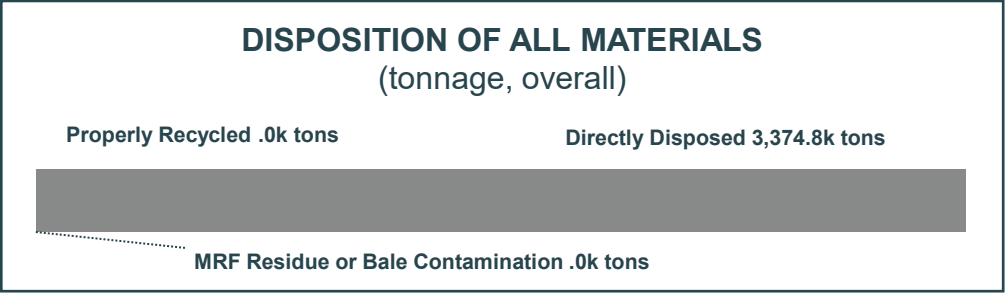 DISPOSITION OF ALL MATERIALS
(tonnage, overall)
Properly Recycled .0k tons
Directly Disposed 3,374.8k tons
MRF Residue or Bale Contamination .0k tons